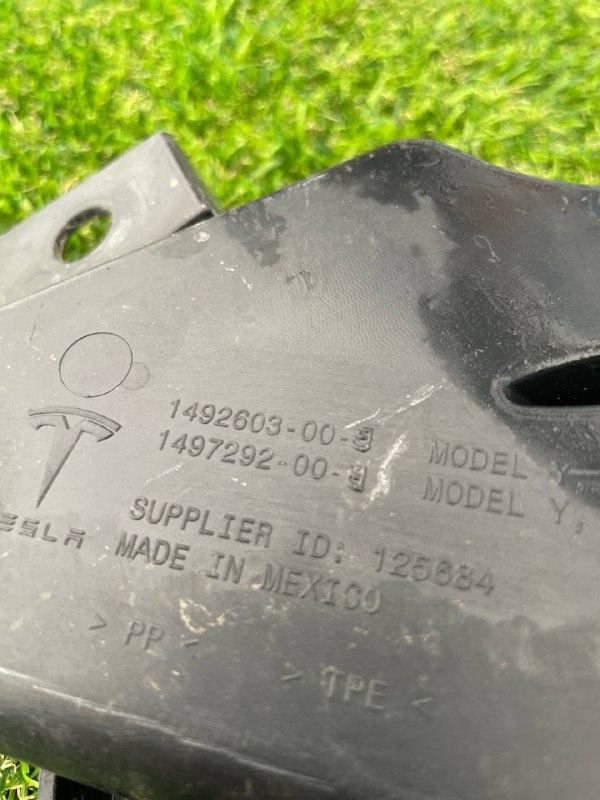 1492603-00- MODEL Y
1497292-00- MODEL Y,
TESLA
SUPPLIER ID: 125684
MADE IN MEXICO
> PP <
> TPE <